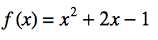 f(x) = x² + 2x − 1